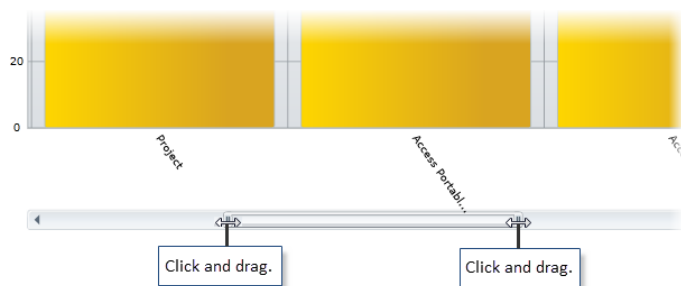 20
0
Project
Access Portabl...
Click and drag.
Click and drag.